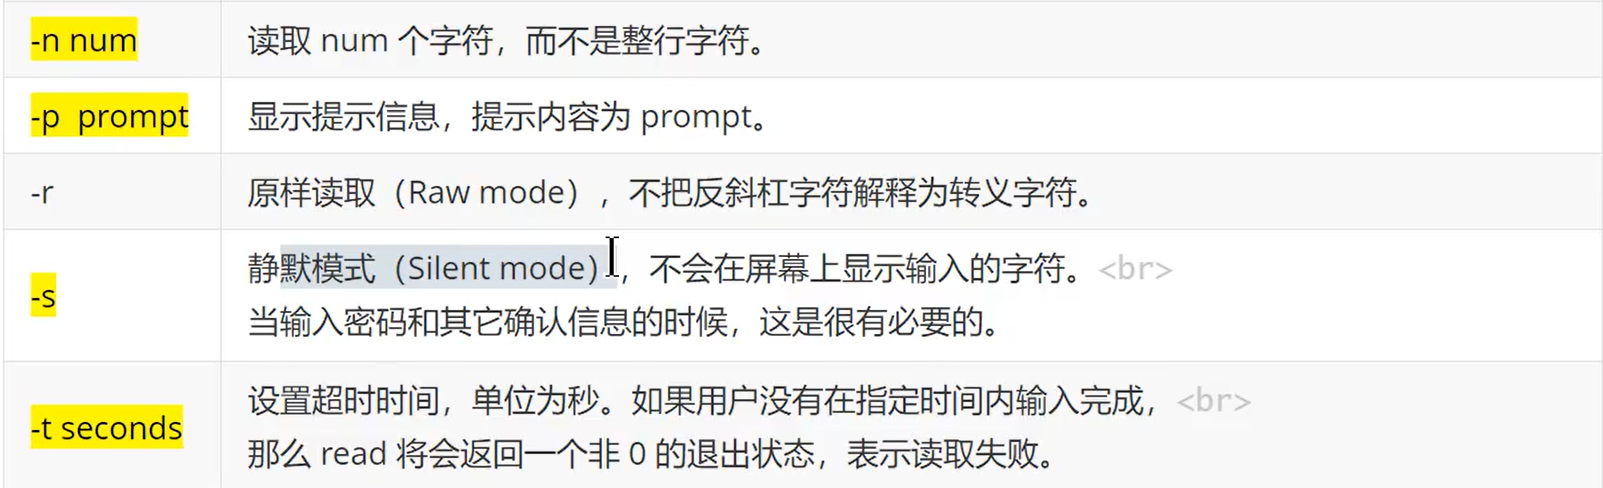 -n num
读取 num 个字符，而不是整行字符。
-p prompt
显示提示信息，提示内容为 prompt。
-r
原样读取（Raw mode），不把反斜杠字符解释为转义字符。
-s
静默模式（Silent mode），不会在屏幕上显示输入的字符。<br>
当输入密码和其它确认信息的时候，这是很有必要的。
-t seconds
设置超时时间，单位为秒。如果用户没有在指定时间内输入完成，<br>
那么 read 将会返回一个非 0 的退出状态，表示读取失败。